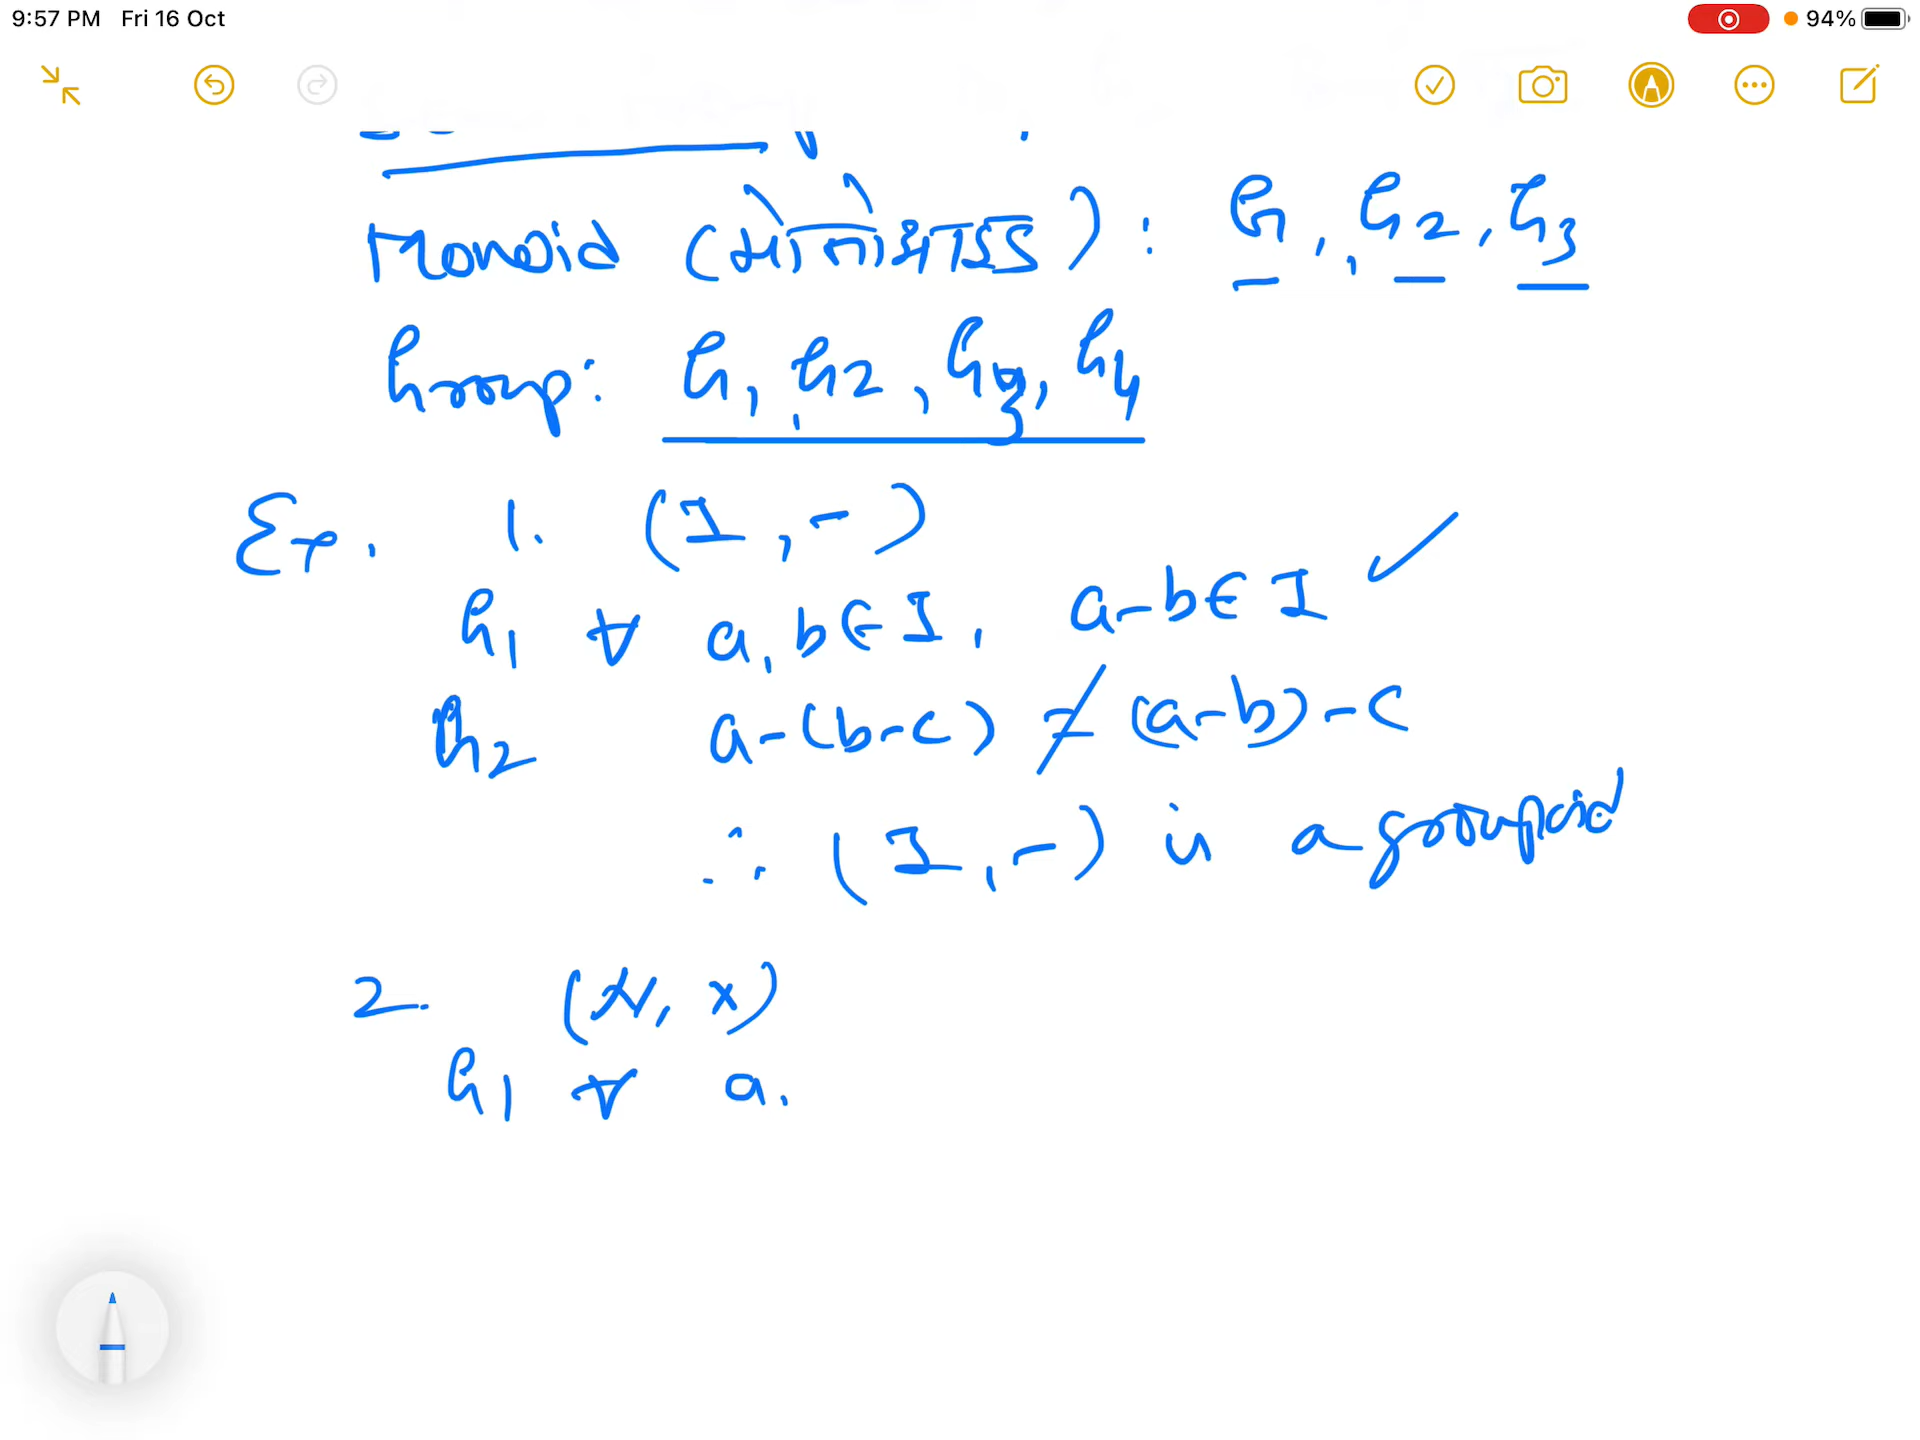 9:57 PM Fri 16 Oct 94%
Monoid ( ) : G1, G2, G3
Group: G1, G2, G3, G4
Ex. 1. (I, -)
G1 ∀ a, b ∈ I, a-b ∈ I ✓
G2 a-(b-c) ≠ (a-b)-c
∴ (I, -) is a groupoid
2. (N, x)
G1 ∀ a,